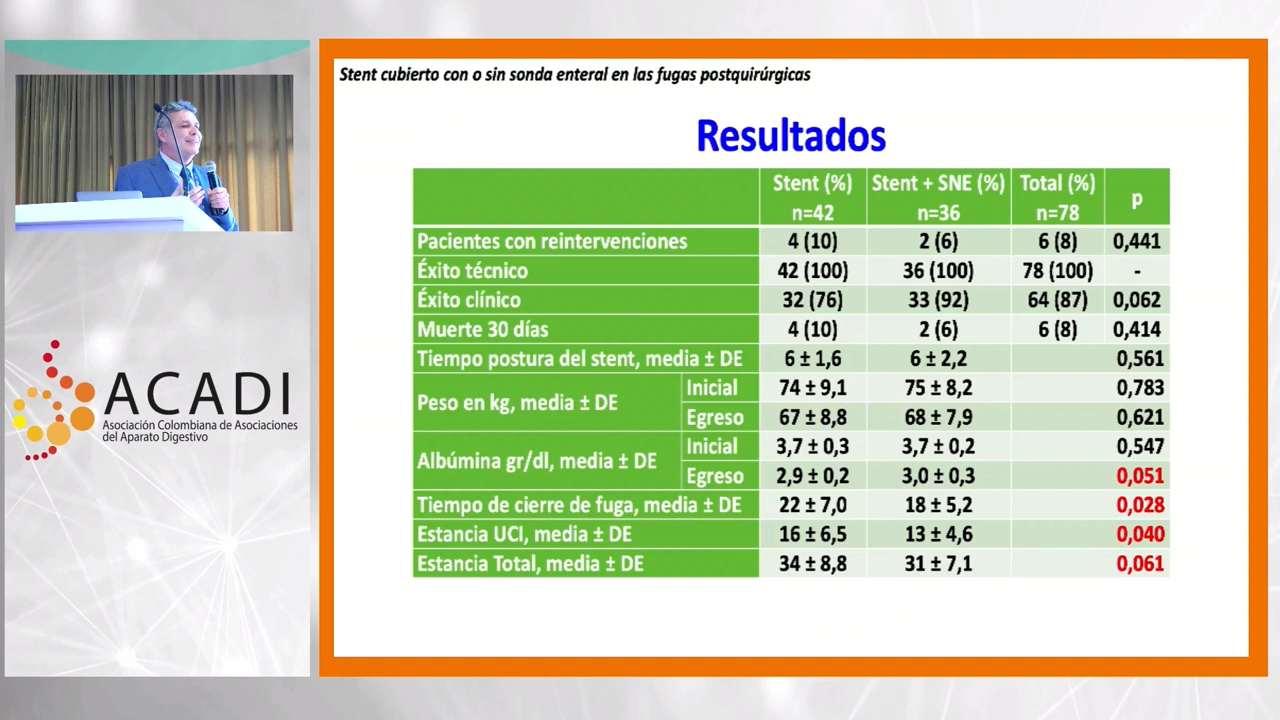 Stent cubierto con o sin sonda enteral en las fugas postquirúrgicas
Resultados
Stent (%) n=42 Stent + SNE (%) n=36 Total (%) n=78 p
Pacientes con reintervenciones 4 (10) 2 (6) 6 (8) 0,441
Éxito técnico 42 (100) 36 (100) 78 (100) -
Éxito clínico 32 (76) 33 (92) 64 (87) 0,062
Muerte 30 días 4 (10) 2 (6) 6 (8) 0,414
Tiempo postura del stent, media ± DE 6 ± 1,6 6 ± 2,2 0,561
Peso en kg, media ± DE Inicial 74 ± 9,1 75 ± 8,2 0,783
Egreso 67 ± 8,8 68 ± 7,9 0,621
Albúmina gr/dl, media ± DE Inicial 3,7 ± 0,3 3,7 ± 0,2 0,547
Egreso 2,9 ± 0,2 3,0 ± 0,3 0,051
Tiempo de cierre de fuga, media ± DE 22 ± 7,0 18 ± 5,2 0,028
Estancia UCI, media ± DE 16 ± 6,5 13 ± 4,6 0,040
Estancia Total, media ± DE 34 ± 8,8 31 ± 7,1 0,061
ACADI
Asociación Colombiana de Asociaciones
del Aparato Digestivo